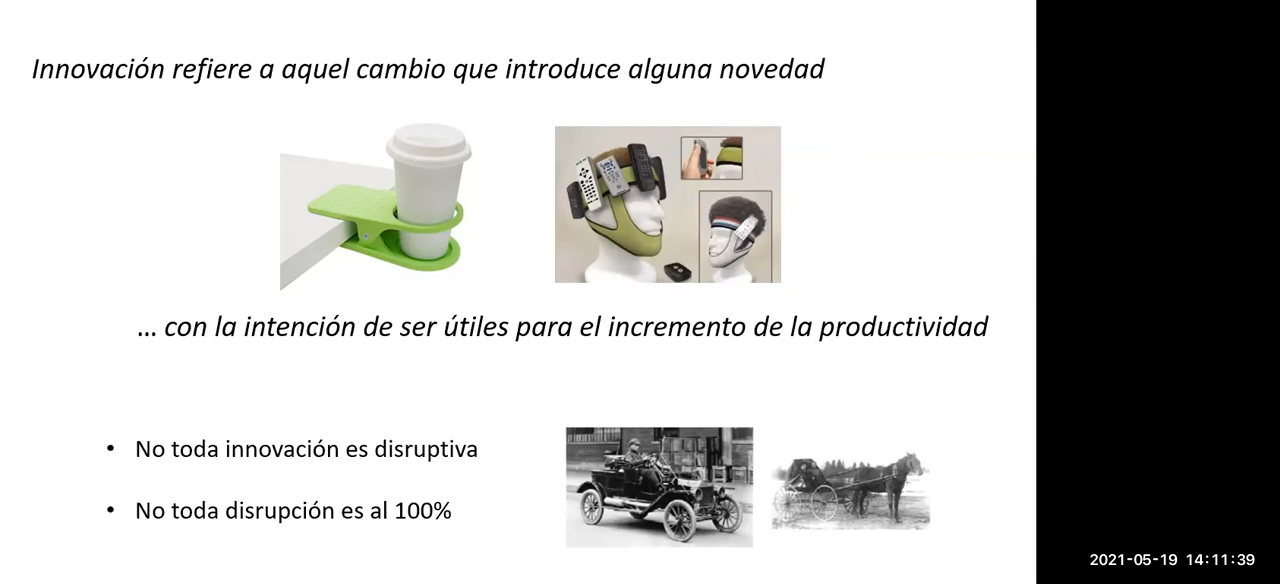 Innovación refiere a aquel cambio que introduce alguna novedad
... con la intención de ser útiles para el incremento de la productividad
• No toda innovación es disruptiva
• No toda disrupción es al 100%
2021-05-19 14:11:39